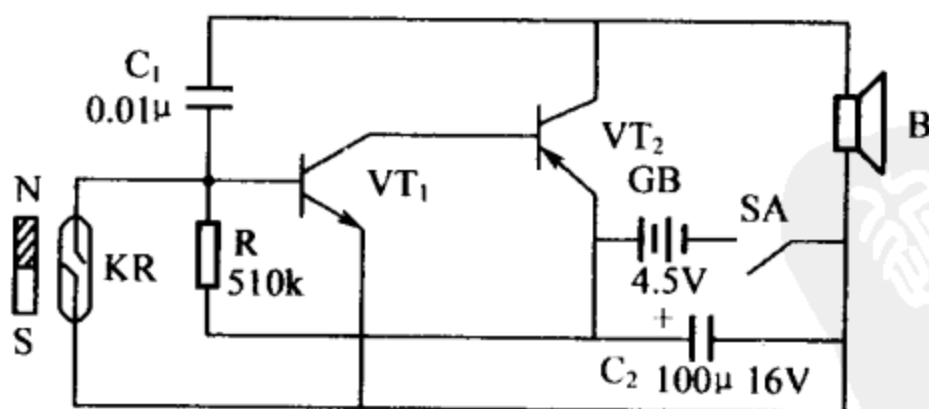 C₁
0.01μ
VT₁
VT₂
B
GB
SA
4.5V
N
S
KR
R
510k
+
C₂
100μ 16V